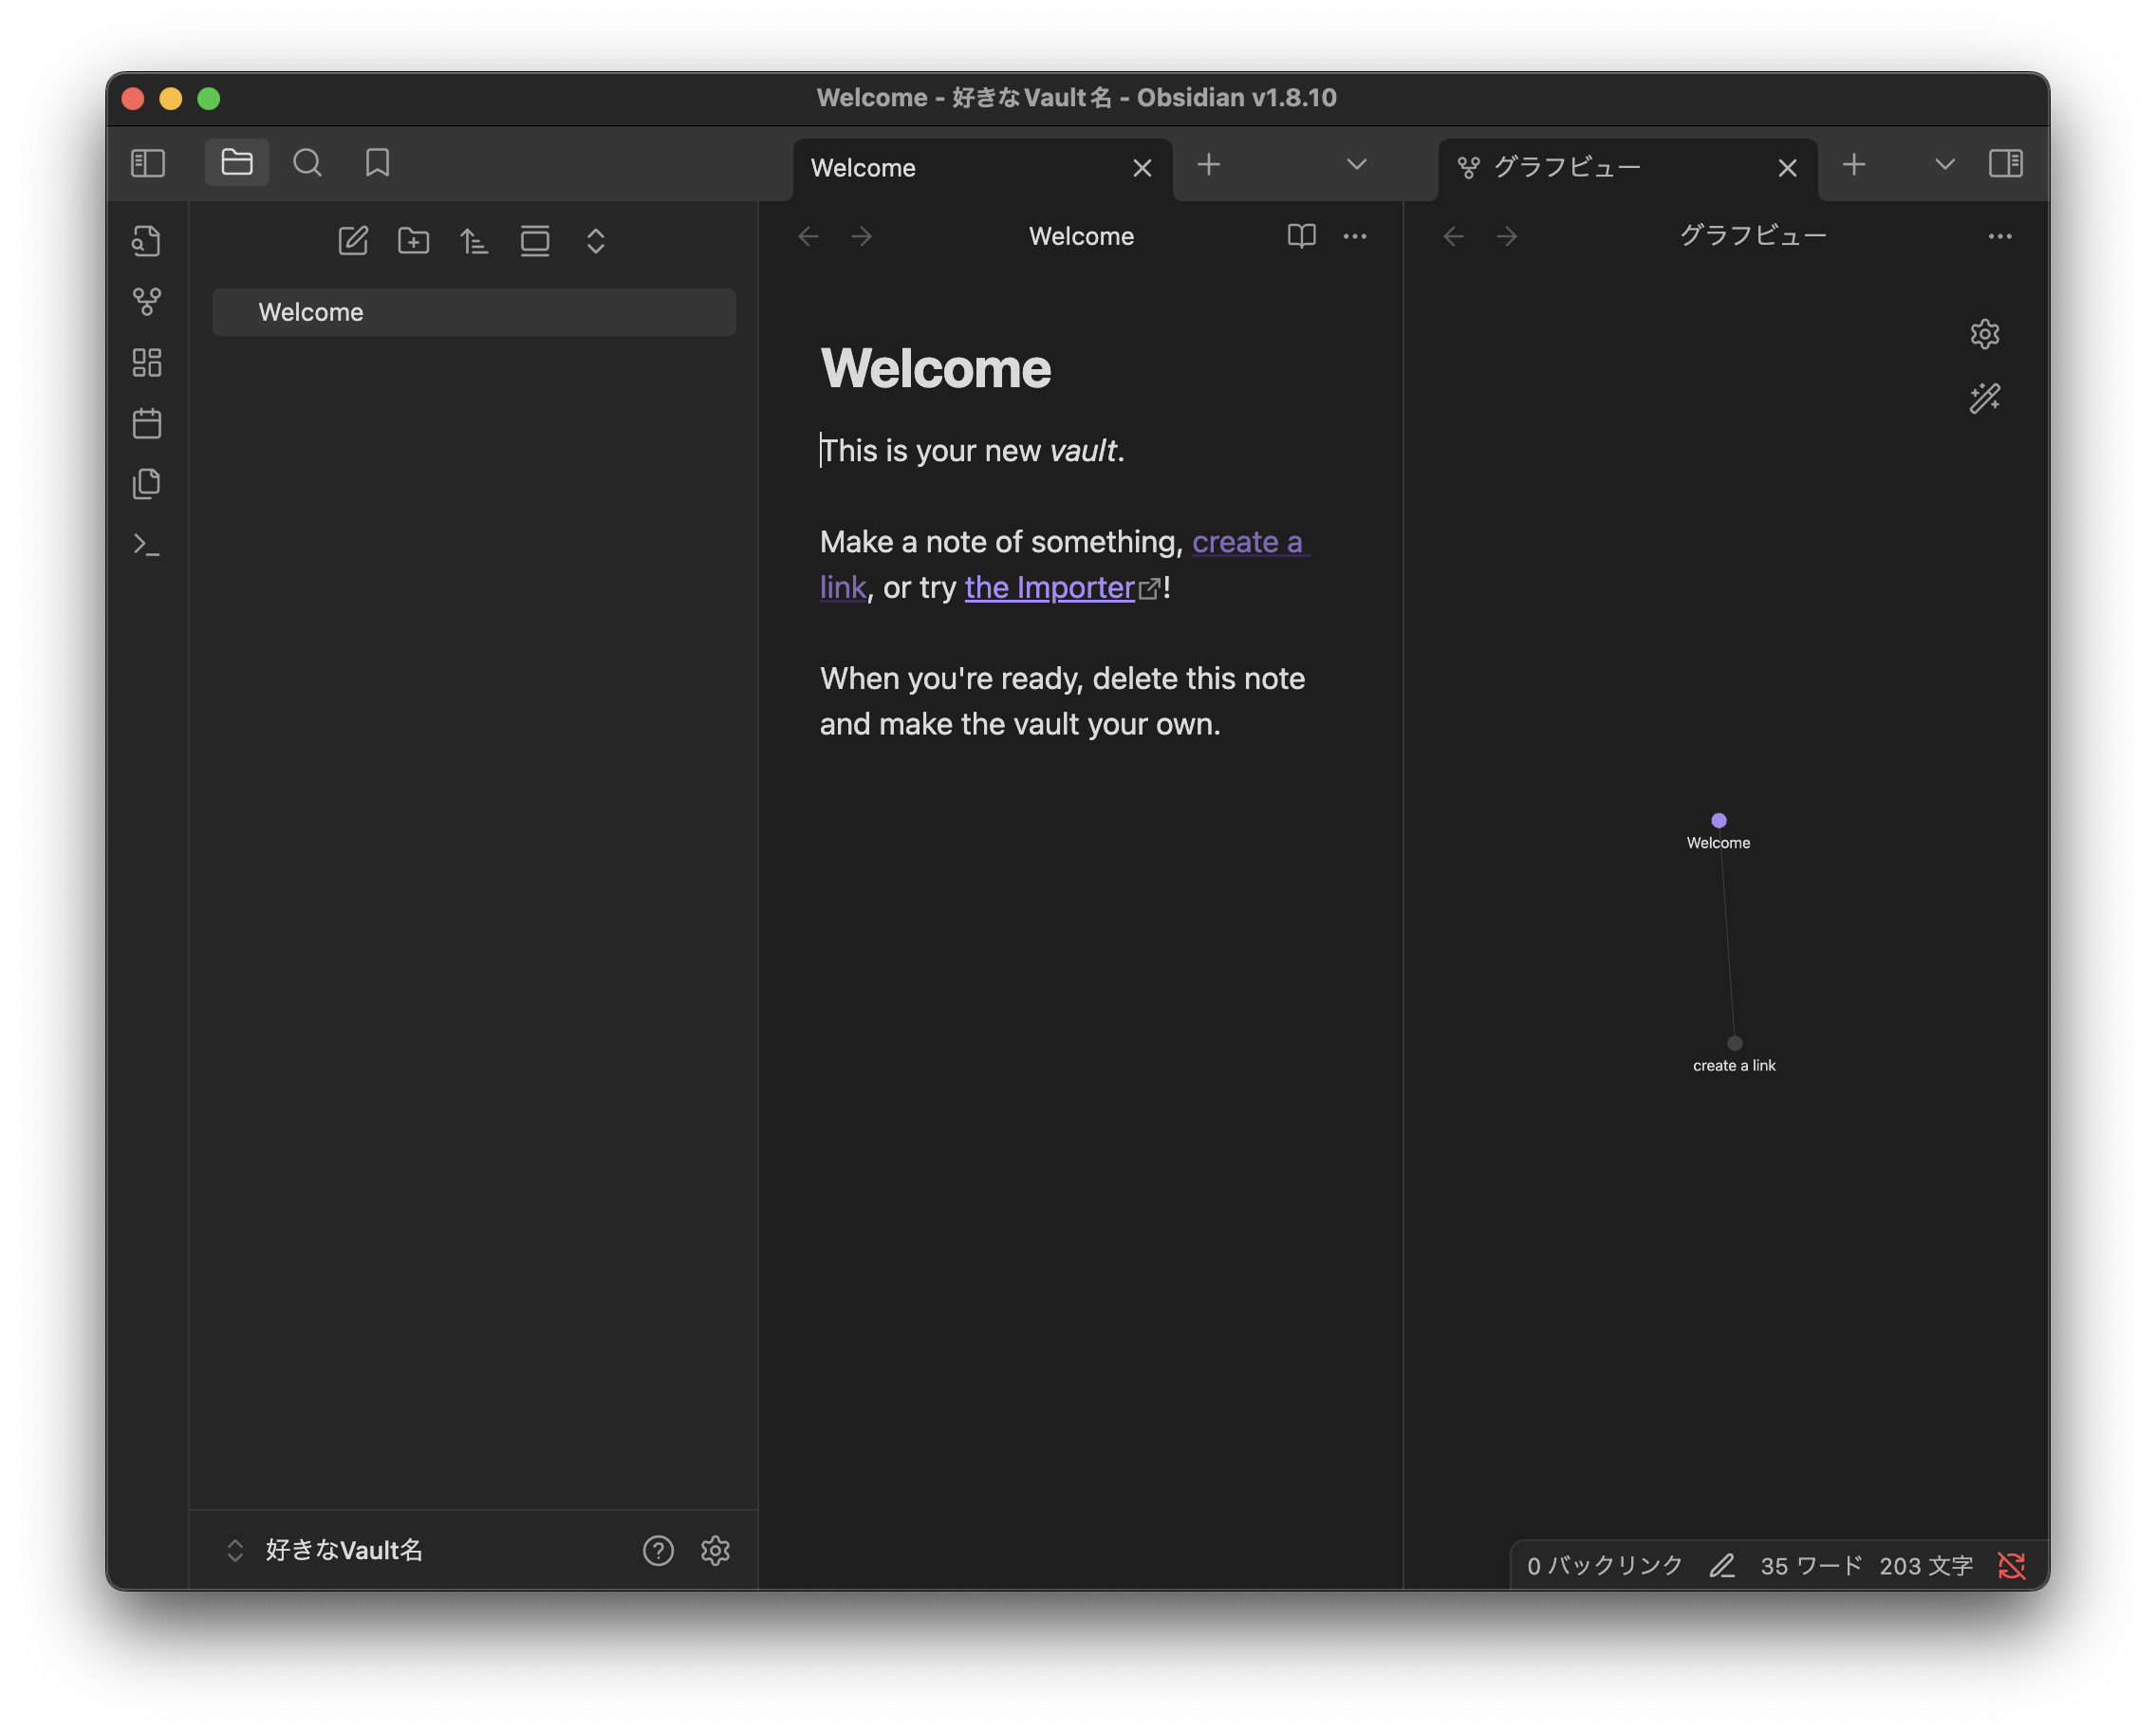 Welcome - 好きなVault名 - Obsidian v1.8.10
Welcome
グラフビュー
Welcome
グラフビュー
Welcome
Welcome
This is your new vault.
Make a note of something, create a
link, or try the Importer!
When you're ready, delete this note
and make the vault your own.
Welcome
create a link
好きなVault名
0 バックリンク 35 ワード 203 文字